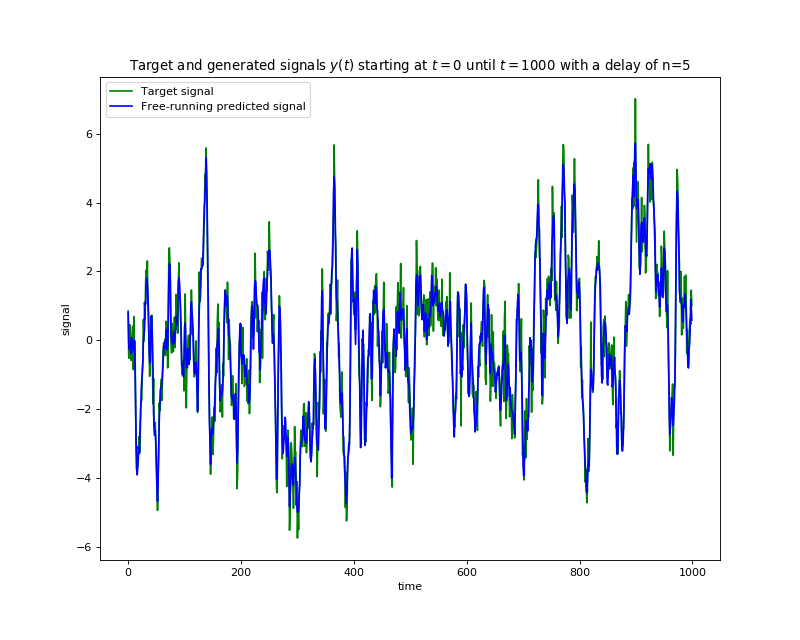 Target and generated signals y(t) starting at t = 0 until t = 1000 with a delay of n=5
Target signal
Free-running predicted signal
6
4
2
0
−2
−4
−6
signal
0 200 400 600 800 1000
time